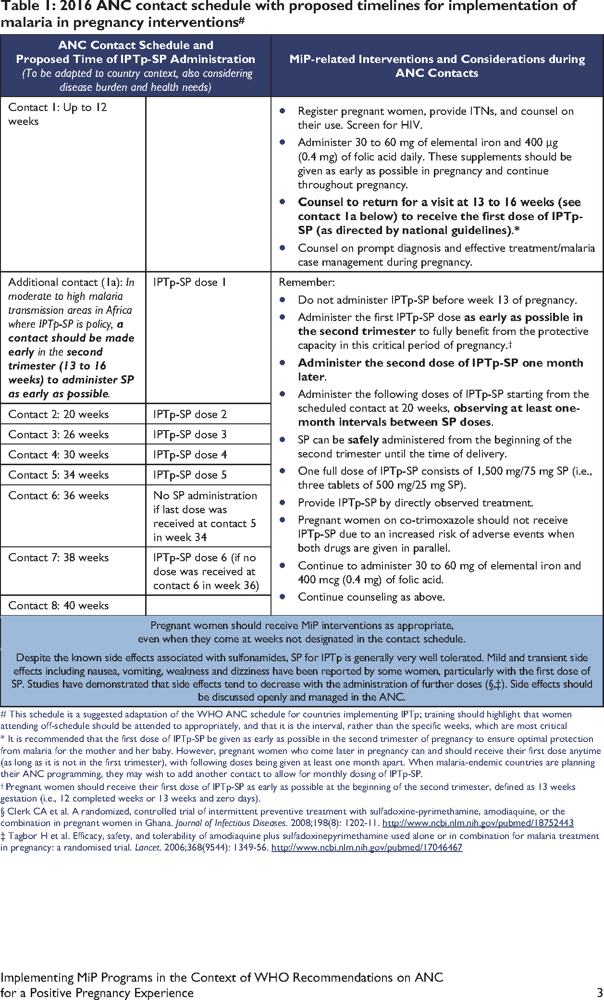 Table 1: 2016 ANC contact schedule with proposed timelines for implementation of
malaria in pregnancy interventions#
ANC Contact Schedule and
Proposed Time of IPTp-SP Administration
(To be adapted to country context, also considering
disease burden and health needs)
MiP-related Interventions and Considerations during
ANC Contacts
Contact 1: Up to 12
weeks
● Register pregnant women, provide ITNs, and counsel on
their use. Screen for HIV.
● Administer 30 to 60 mg of elemental iron and 400 µg
(0.4 mg) of folic acid daily. These supplements should be
given as early as possible in pregnancy and continue
throughout pregnancy.
● Counsel to return for a visit at 13 to 16 weeks (see
contact 1a below) to receive the first dose of IPTp-
SP (as directed by national guidelines).*
● Counsel on prompt diagnosis and effective treatment/malaria
case management during pregnancy.
Additional contact (1a): In
moderate to high malaria
transmission areas in Africa
where IPTp-SP is policy, a
contact should be made
early in the second
trimester (13 to 16
weeks) to administer SP
as early as possible.
IPTp-SP dose 1
Contact 2: 20 weeks
IPTp-SP dose 2
Contact 3: 26 weeks
IPTp-SP dose 3
Contact 4: 30 weeks
IPTp-SP dose 4
Contact 5: 34 weeks
IPTp-SP dose 5
Contact 6: 36 weeks
No SP administration
if last dose was
received at contact 5
in week 34
Contact 7: 38 weeks
IPTp-SP dose 6 (if no
dose was received at
contact 6 in week 36)
Contact 8: 40 weeks
Remember:
● Do not administer IPTp-SP before week 13 of pregnancy.
● Administer the first IPTp-SP dose as early as possible in
the second trimester to fully benefit from the protective
capacity in this critical period of pregnancy.†
● Administer the second dose of IPTp-SP one month
later.
● Administer the following doses of IPTp-SP starting from the
scheduled contact at 20 weeks, observing at least one-
month intervals between SP doses.
● SP can be safely administered from the beginning of the
second trimester until the time of delivery.
● One full dose of IPTp-SP consists of 1,500 mg/75 mg SP (i.e.,
three tablets of 500 mg/25 mg SP).
● Provide IPTp-SP by directly observed treatment.
● Pregnant women on co-trimoxazole should not receive
IPTp-SP due to an increased risk of adverse events when
both drugs are given in parallel.
● Continue to administer 30 to 60 mg of elemental iron and
400 mcg (0.4 mg) of folic acid.
● Continue counseling as above.
Pregnant women should receive MiP interventions as appropriate,
even when they come at weeks not designated in the contact schedule.
Despite the known side effects associated with sulfonamides, SP for IPTp is generally very well tolerated. Mild and transient side
effects including nausea, vomiting, weakness and dizziness have been reported by some women, particularly with the first dose of
SP. Studies have demonstrated that side effects tend to decrease with the administration of further doses (§,‡). Side effects should
be discussed openly and managed in the ANC.
# This schedule is a suggested adaptation of the WHO ANC schedule for countries implementing IPTp; training should highlight that women
attending off-schedule should be attended to appropriately, and that it is the interval, rather than the specific weeks, which are most critical
* It is recommended that the first dose of IPTp-SP be given as early as possible in the second trimester of pregnancy to ensure optimal protection
from malaria for the mother and her baby. However, pregnant women who come later in pregnancy can and should receive their first dose anytime
(as long as it is not in the first trimester), with following doses being given at least one month apart. When malaria-endemic countries are planning
their ANC programming, they may wish to add another contact to allow for monthly dosing of IPTp-SP.
† Pregnant women should receive their first dose of IPTp-SP as early as possible at the beginning of the second trimester, defined as 13 weeks
gestation (i.e., 12 completed weeks or 13 weeks and zero days).
§ Clerk CA et al. A randomized, controlled trial of intermittent preventive treatment with sulfadoxine-pyrimethamine, amodiaquine, or the
combination in pregnant women in Ghana. Journal of Infectious Diseases. 2008;198(8): 1202-11. http://www.ncbi.nlm.nih.gov/pubmed/18752443
‡ Tagbor H et al. Efficacy, safety, and tolerability of amodiaquine plus sulfadoxinepyrimethamine used alone or in combination for malaria treatment
in pregnancy: a randomised trial. Lancet. 2006;368(9544): 1349-56. http://www.ncbi.nlm.nih.gov/pubmed/17046467
Implementing MiP Programs in the Context of WHO Recommendations on ANC
for a Positive Pregnancy Experience
3